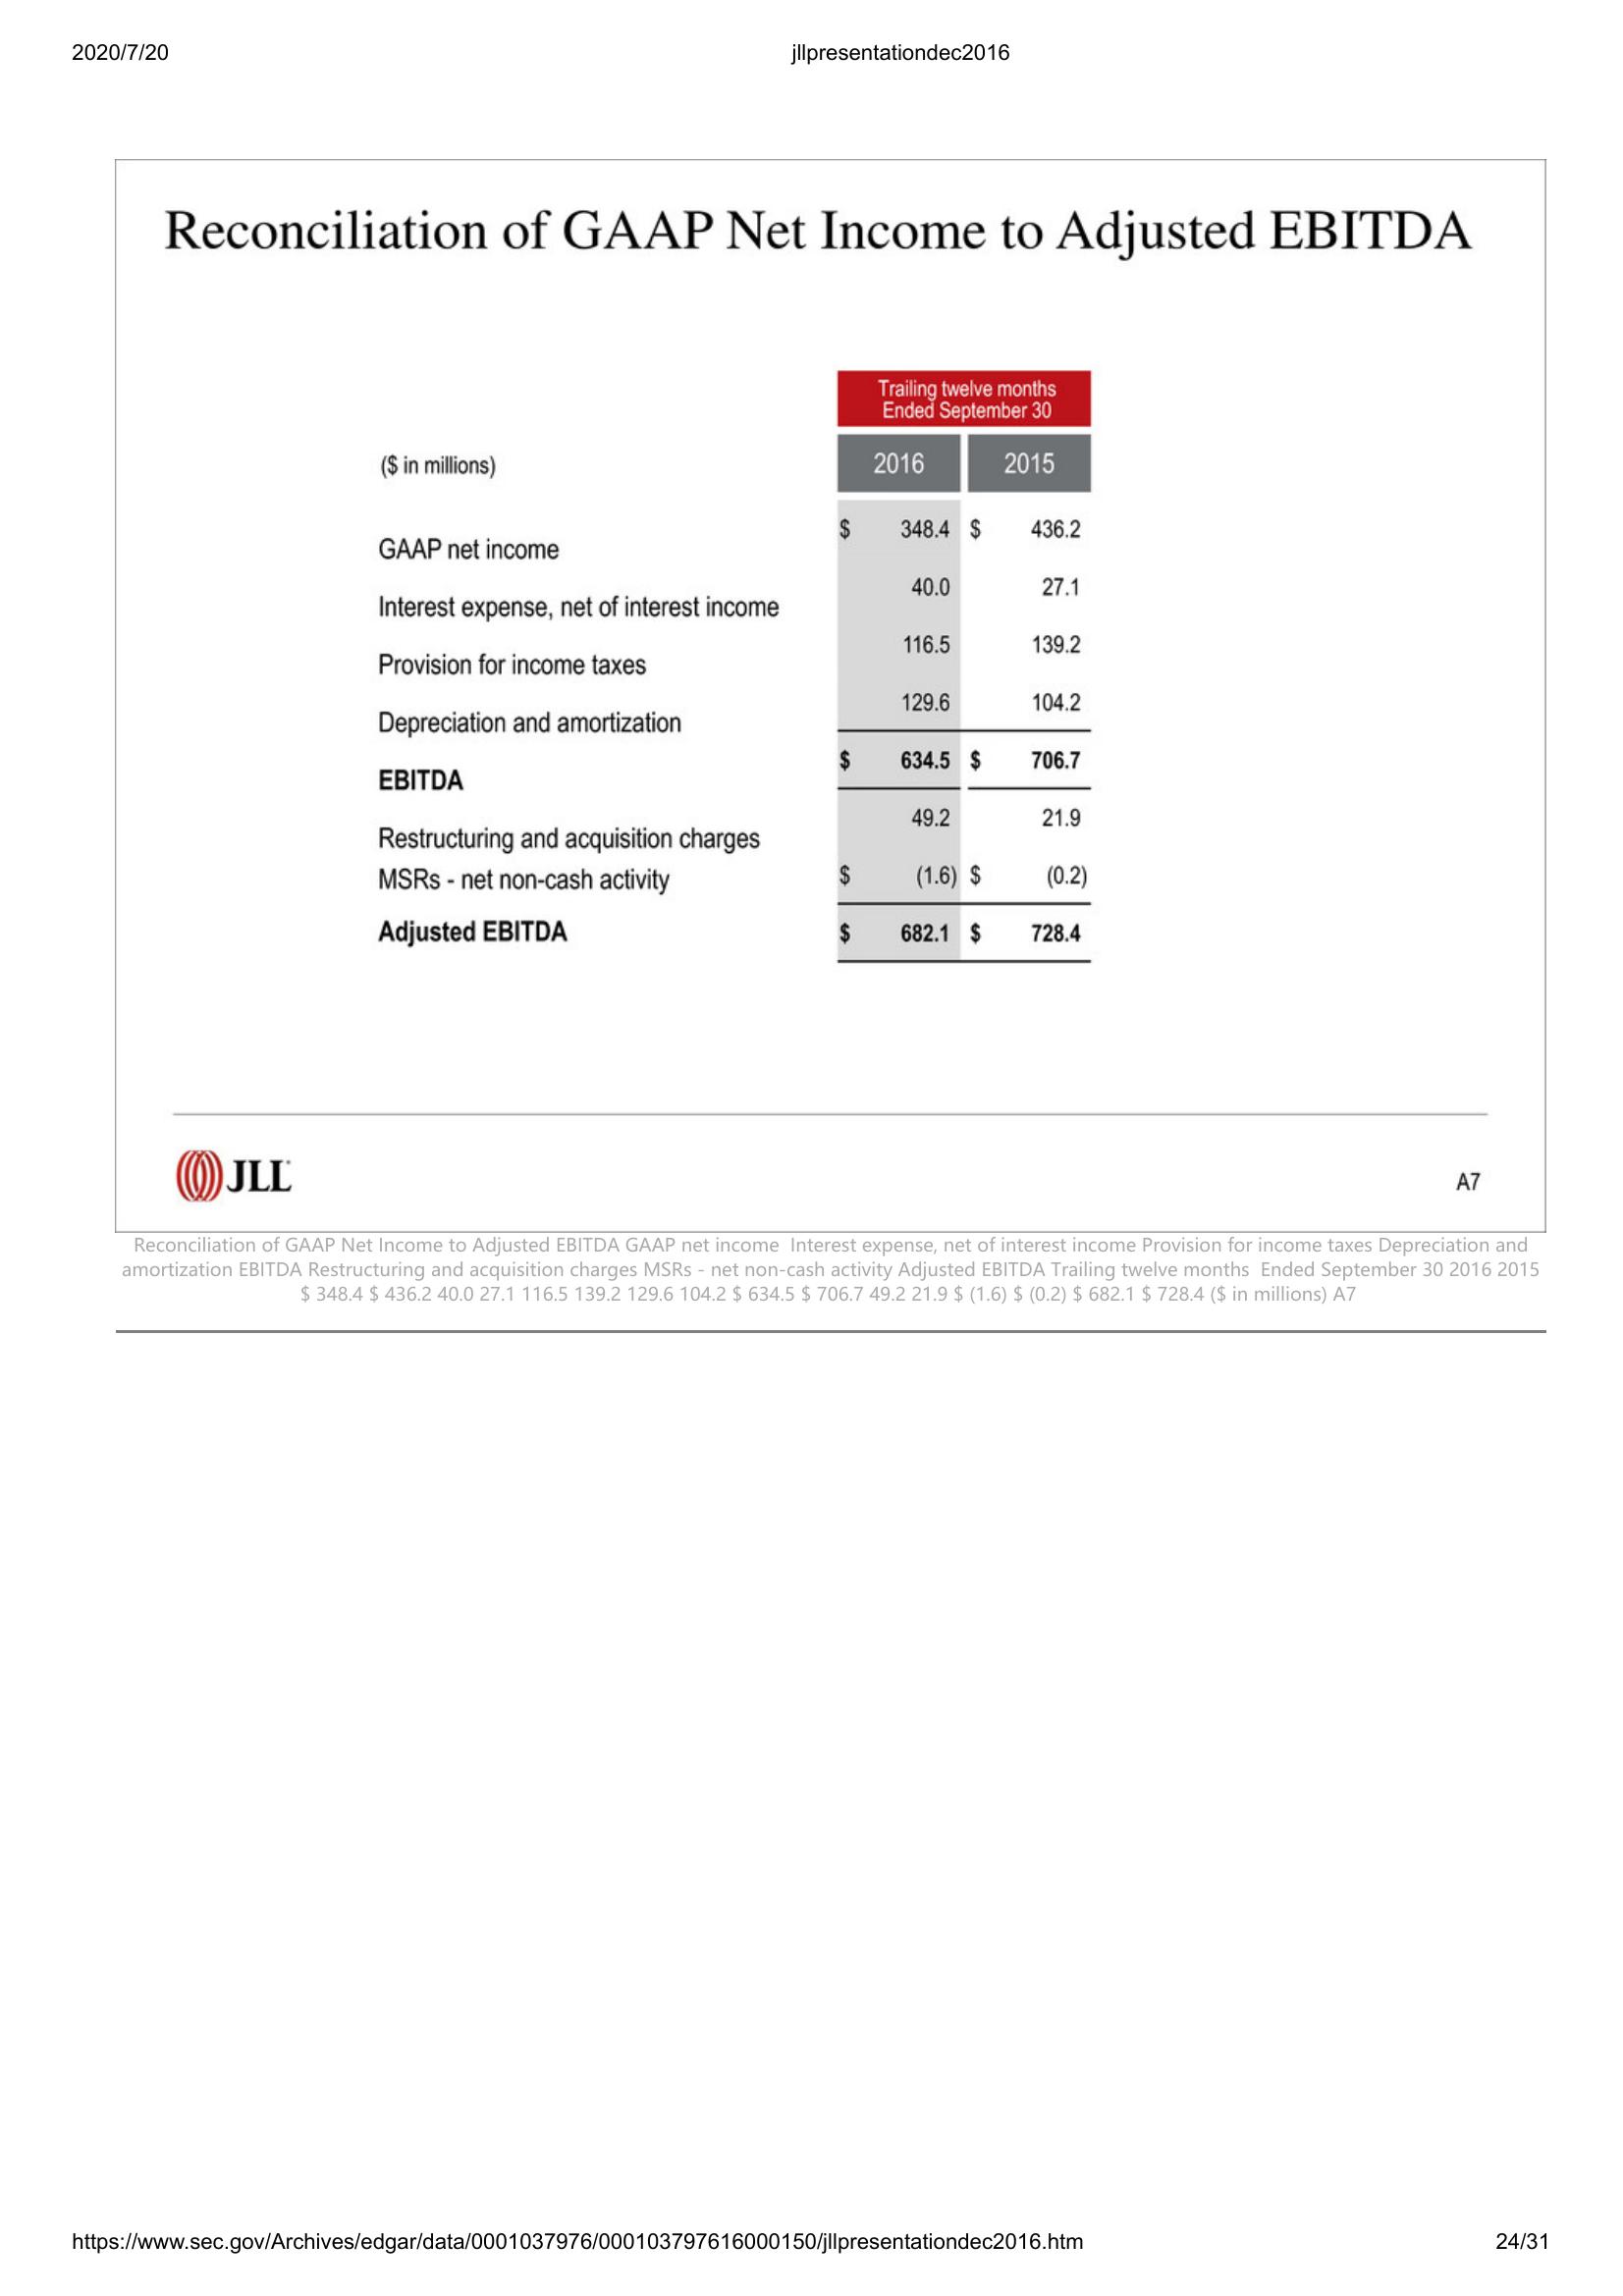 2020/7/20 jllpresentationdec2016
Reconciliation of GAAP Net Income to Adjusted EBITDA
Trailing twelve months
Ended September 30
($ in millions) 2016 2015
GAAP net income $ 348.4 $ 436.2
Interest expense, net of interest income 40.0 27.1
Provision for income taxes 116.5 139.2
Depreciation and amortization 129.6 104.2
EBITDA $ 634.5 $ 706.7
Restructuring and acquisition charges 49.2 21.9
MSRs - net non-cash activity $ (1.6) $ (0.2)
Adjusted EBITDA $ 682.1 $ 728.4
JLL A7
Reconciliation of GAAP Net Income to Adjusted EBITDA GAAP net income Interest expense, net of interest income Provision for income taxes Depreciation and
amortization EBITDA Restructuring and acquisition charges MSRs - net non-cash activity Adjusted EBITDA Trailing twelve months Ended September 30 2016 2015
$ 348.4 $ 436.2 40.0 27.1 116.5 139.2 129.6 104.2 $ 634.5 $ 706.7 49.2 21.9 $ (1.6) $ (0.2) $ 682.1 $ 728.4 ($ in millions) A7
https://www.sec.gov/Archives/edgar/data/0001037976/000103797616000150/jllpresentationdec2016.htm 24/31